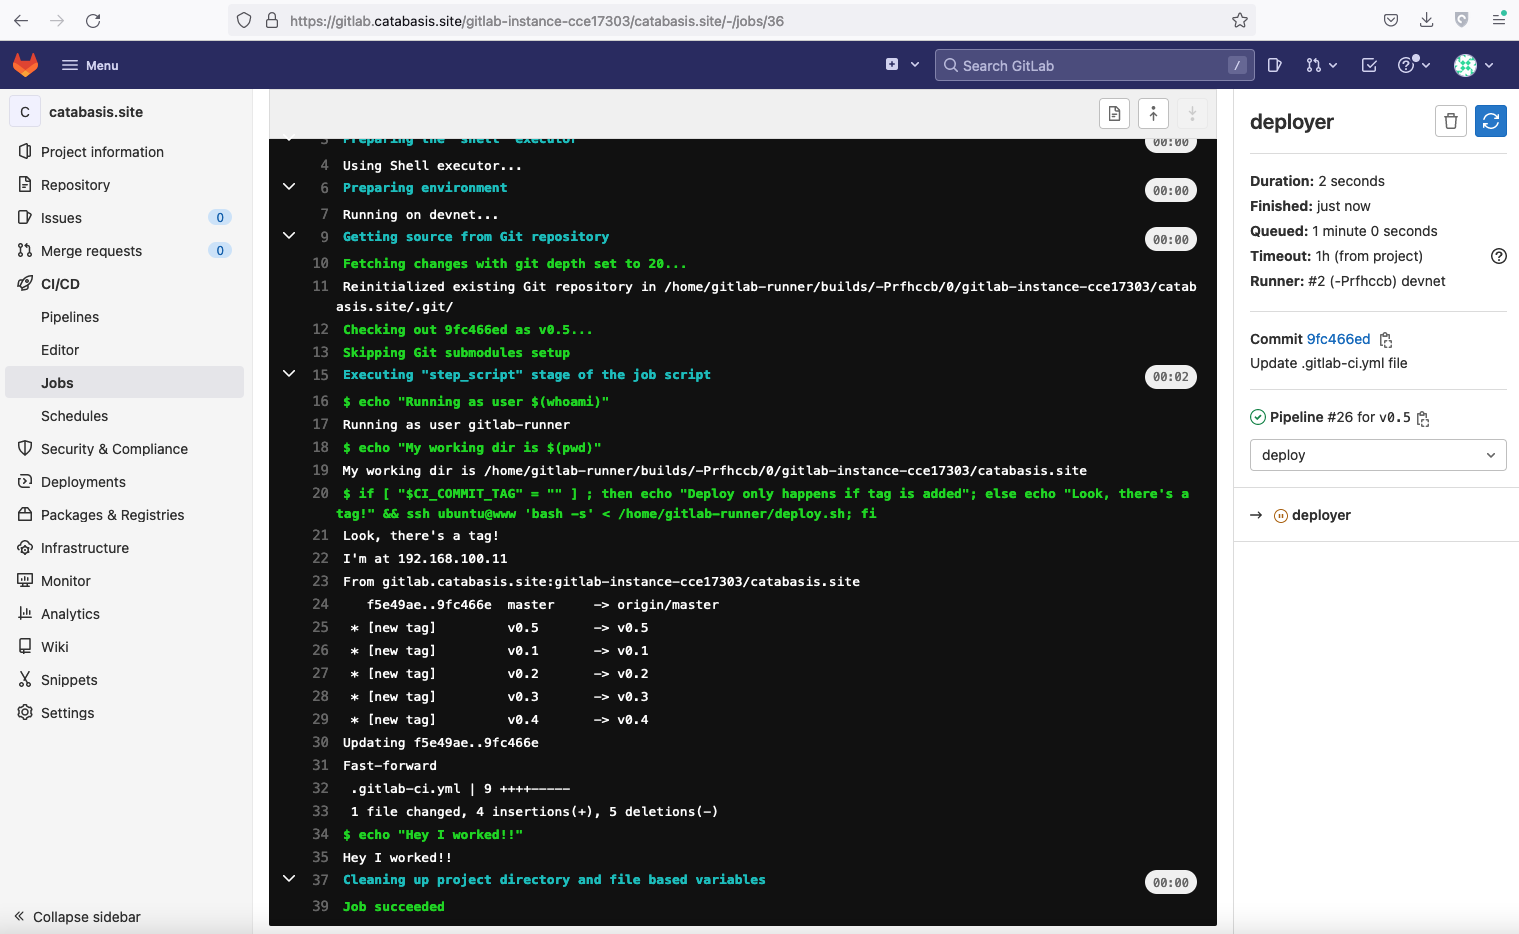 https://gitlab.catabasis.site/gitlab-instance-cce17303/catabasis.site/-/jobs/36
Menu
Search GitLab
/
C catabasis.site
Project information
Repository
Issues 0
Merge requests 0
CI/CD
Pipelines
Editor
Jobs
Schedules
Security & Compliance
Deployments
Packages & Registries
Infrastructure
Monitor
Analytics
Wiki
Snippets
Settings
Collapse sidebar
3 Preparing the "shell" executor 00:00
4 Using Shell executor...
6 Preparing environment 00:00
7 Running on devnet...
9 Getting source from Git repository 00:00
10 Fetching changes with git depth set to 20...
11 Reinitialized existing Git repository in /home/gitlab-runner/builds/-Prfhccb/0/gitlab-instance-cce17303/catab
asis.site/.git/
12 Checking out 9fc466ed as v0.5...
13 Skipping Git submodules setup
15 Executing "step_script" stage of the job script 00:02
16 $ echo "Running as user $(whoami)"
17 Running as user gitlab-runner
18 $ echo "My working dir is $(pwd)"
19 My working dir is /home/gitlab-runner/builds/-Prfhccb/0/gitlab-instance-cce17303/catabasis.site
20 $ if [ "$CI_COMMIT_TAG" = "" ] ; then echo "Deploy only happens if tag is added"; else echo "Look, there's a
tag!" && ssh ubuntu@www 'bash -s' < /home/gitlab-runner/deploy.sh; fi
21 Look, there's a tag!
22 I'm at 192.168.100.11
23 From gitlab.catabasis.site:gitlab-instance-cce17303/catabasis.site
24 f5e49ae..9fc466e master -> origin/master
25 * [new tag] v0.5 -> v0.5
26 * [new tag] v0.1 -> v0.1
27 * [new tag] v0.2 -> v0.2
28 * [new tag] v0.3 -> v0.3
29 * [new tag] v0.4 -> v0.4
30 Updating f5e49ae..9fc466e
31 Fast-forward
32 .gitlab-ci.yml | 9 ++++-----
33 1 file changed, 4 insertions(+), 5 deletions(-)
34 $ echo "Hey I worked!!"
35 Hey I worked!!
37 Cleaning up project directory and file based variables 00:00
39 Job succeeded
deployer
Duration: 2 seconds
Finished: just now
Queued: 1 minute 0 seconds
Timeout: 1h (from project)
Runner: #2 (-Prfhccb) devnet
Commit 9fc466ed
Update .gitlab-ci.yml file
Pipeline #26 for v0.5
deploy
→ deployer